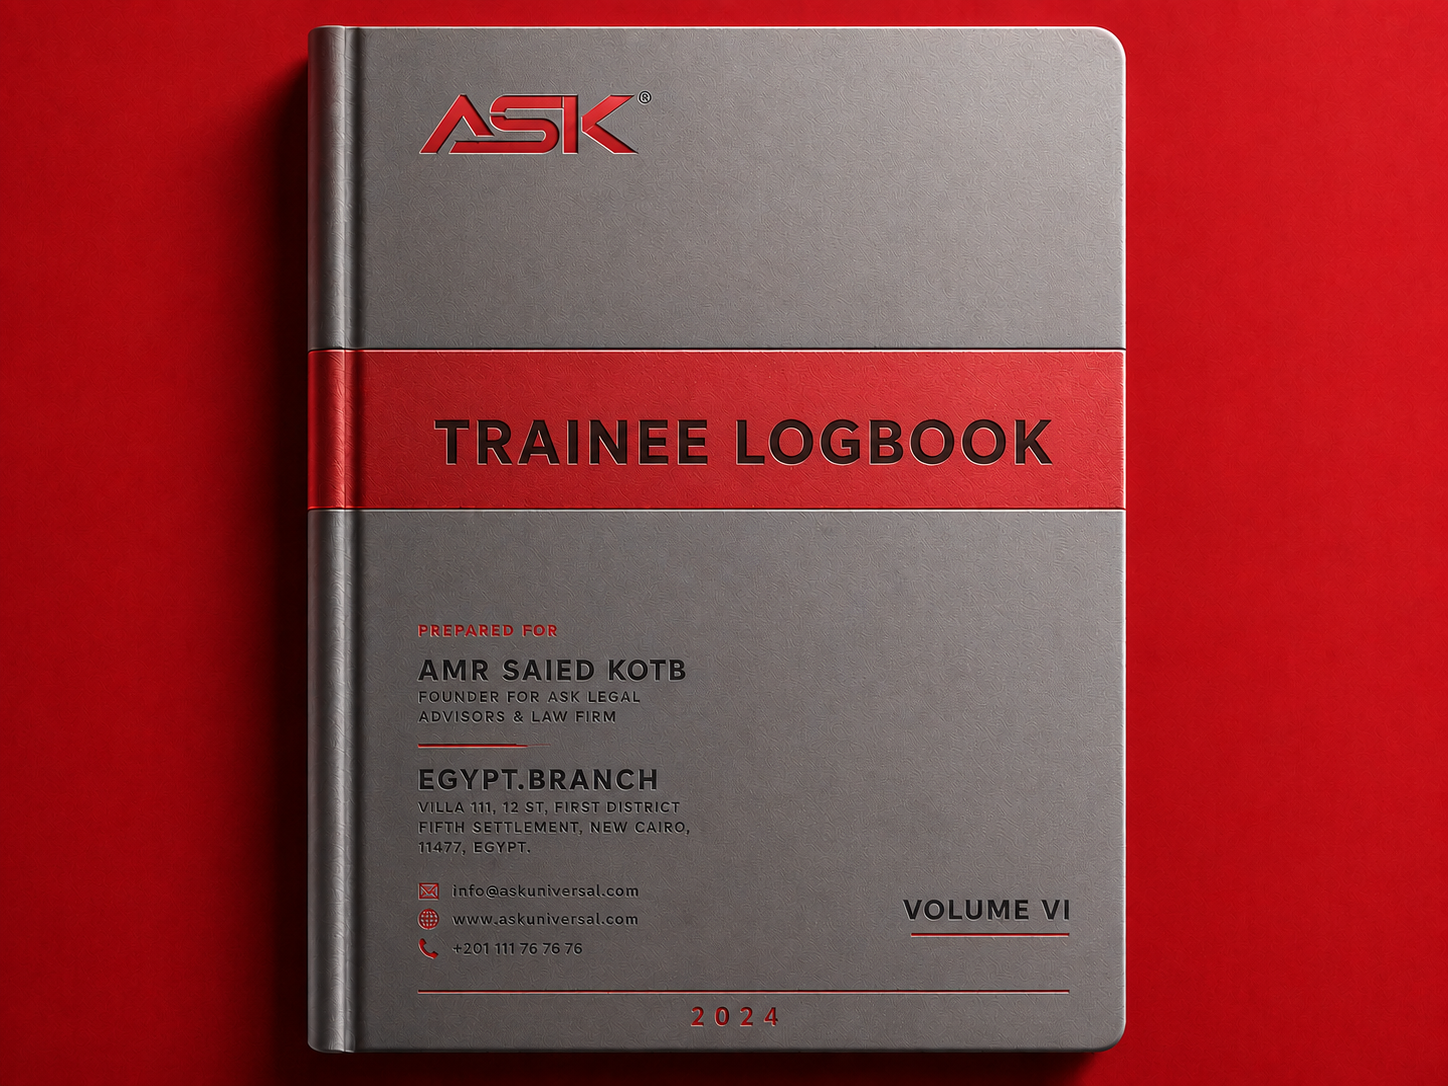 ASK®
TRAINEE LOGBOOK
PREPARED FOR
AMR SAIED KOTB
FOUNDER FOR ASK LEGAL
ADVISORS & LAW FIRM
EGYPT.BRANCH
VILLA 111, 12 ST, FIRST DISTRICT
FIFTH SETTLEMENT, NEW CAIRO,
11477, EGYPT.
info@askuniversal.com
www.askuniversal.com
+201 111 76 76 76
VOLUME VI
2024